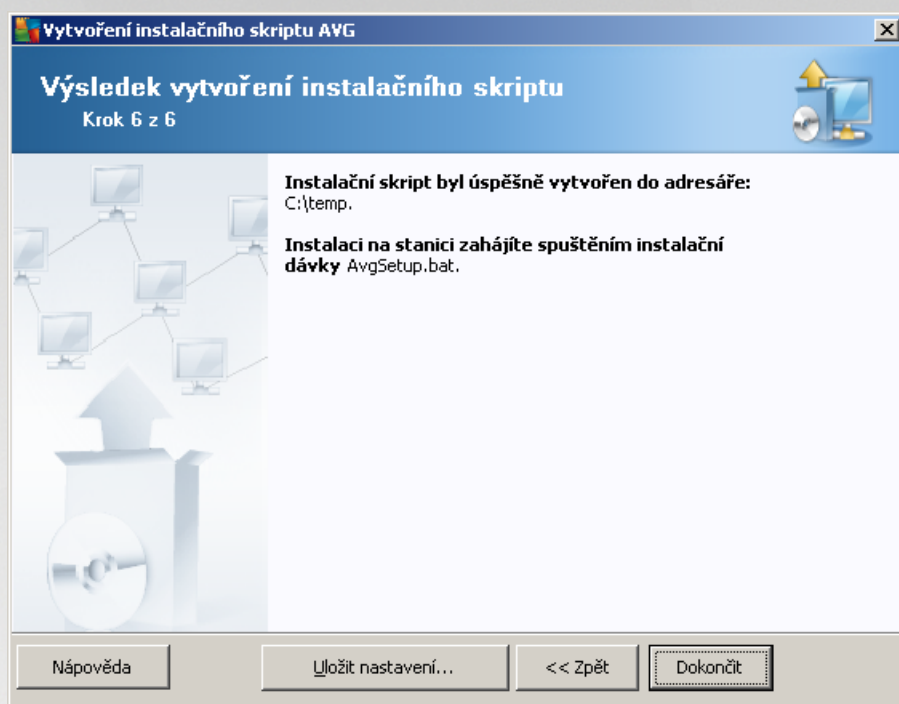 Vytvoření instalačního skriptu AVG
Výsledek vytvoření instalačního skriptu
Krok 6 z 6
Instalační skript byl úspěšně vytvořen do adresáře:
C:\temp.
Instalaci na stanici zahájíte spuštěním instalační
dávky AvgSetup.bat.
Nápověda
Uložit nastavení...
<< Zpět
Dokončit